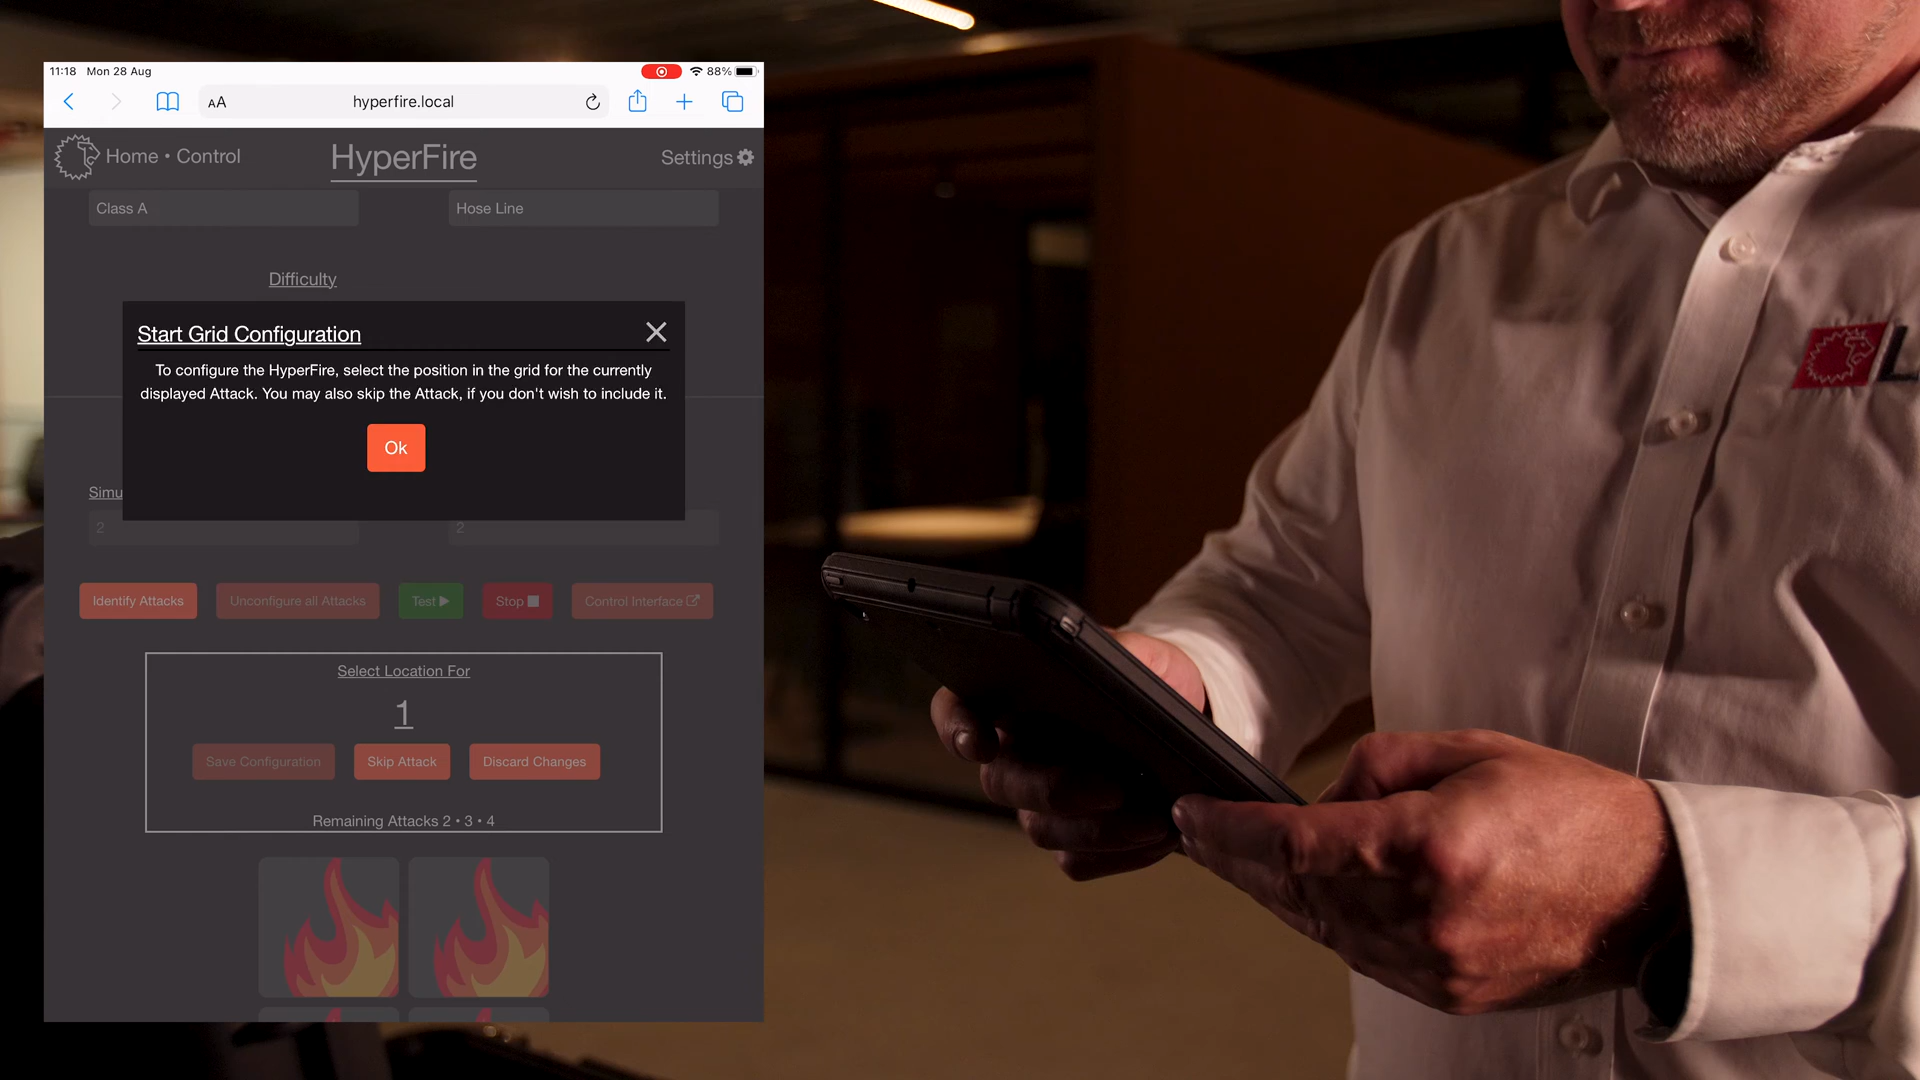 11:18 Mon 28 Aug
88%
AA
hyperfire.local
Home • Control
HyperFire
Settings
Class A
Hose Line
Difficulty
Start Grid Configuration
To configure the HyperFire, select the position in the grid for the currently
displayed Attack. You may also skip the Attack, if you don't wish to include it.
Ok
Simu
2
2
Identify Attacks
Unconfigure all Attacks
Test
Stop
Control Interface
Select Location For
1
Save Configuration
Skip Attack
Discard Changes
Remaining Attacks 2 • 3 • 4
L